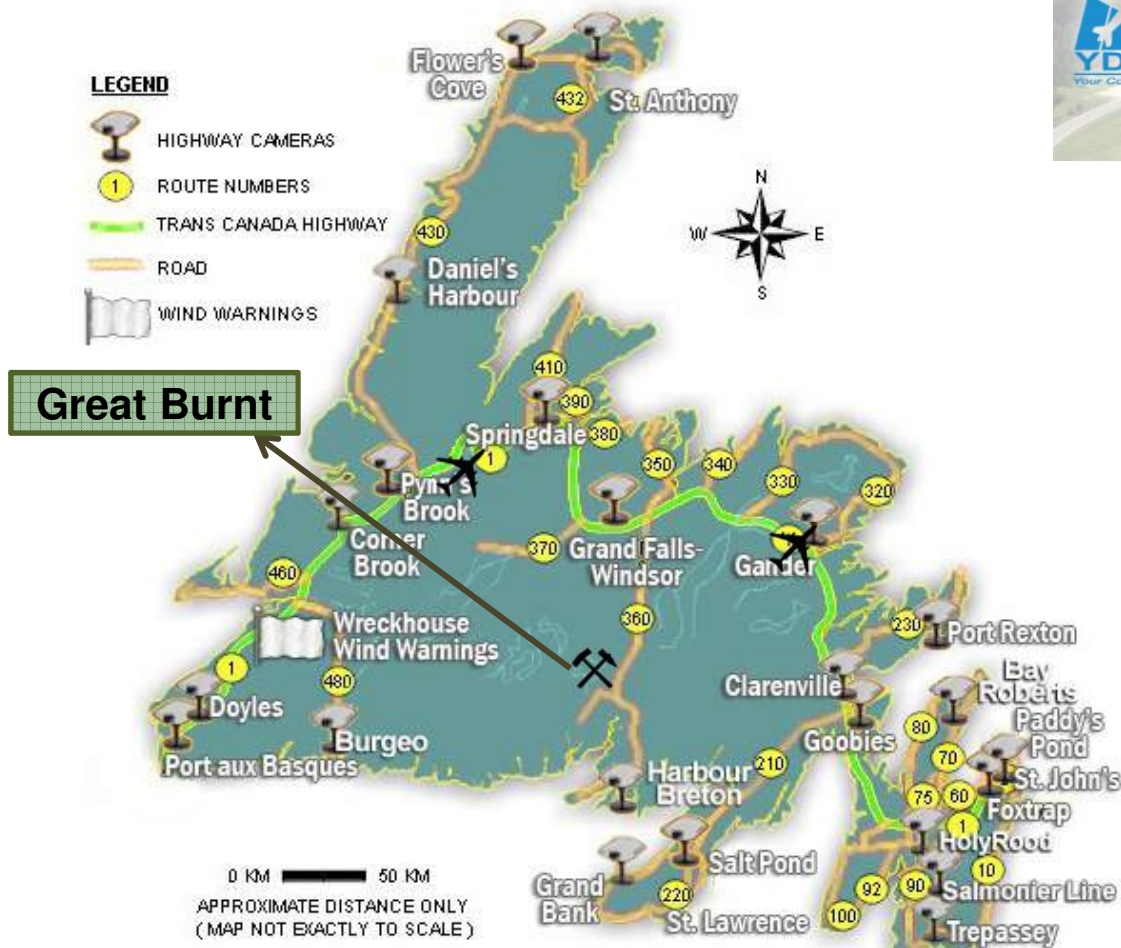 Flower's
Cove
LEGEND
HIGHWAY CAMERAS
1
ROUTE NUMBERS
TRANS CANADA HIGHWAY
ROAD
WIND WARNINGS
432
St. Anthony
N
W
E
S
430
Daniel's
Harbour
Great Burnt
410
390
Springdale
380
1
350
340
330
320
Pynn's
Brook
Corner
Brook
370
Grand Falls-
Windsor
Gander
460
Wreckhouse
Wind Warnings
360
230
Port Rexton
1
480
Doyles
Port aux Basques
Burgeo
Clarenville
Goobies
Bay
Roberts
Paddy's
Pond
80
70
St. John's
75
60
Foxtrap
1
HolyRood
210
Harbour
Breton
Salt Pond
Grand
Bank
220
St. Lawrence
10
92
90
Salmonier Line
100
Trepassey
0 KM
50 KM
APPROXIMATE DISTANCE ONLY
( MAP NOT EXACTLY TO SCALE )